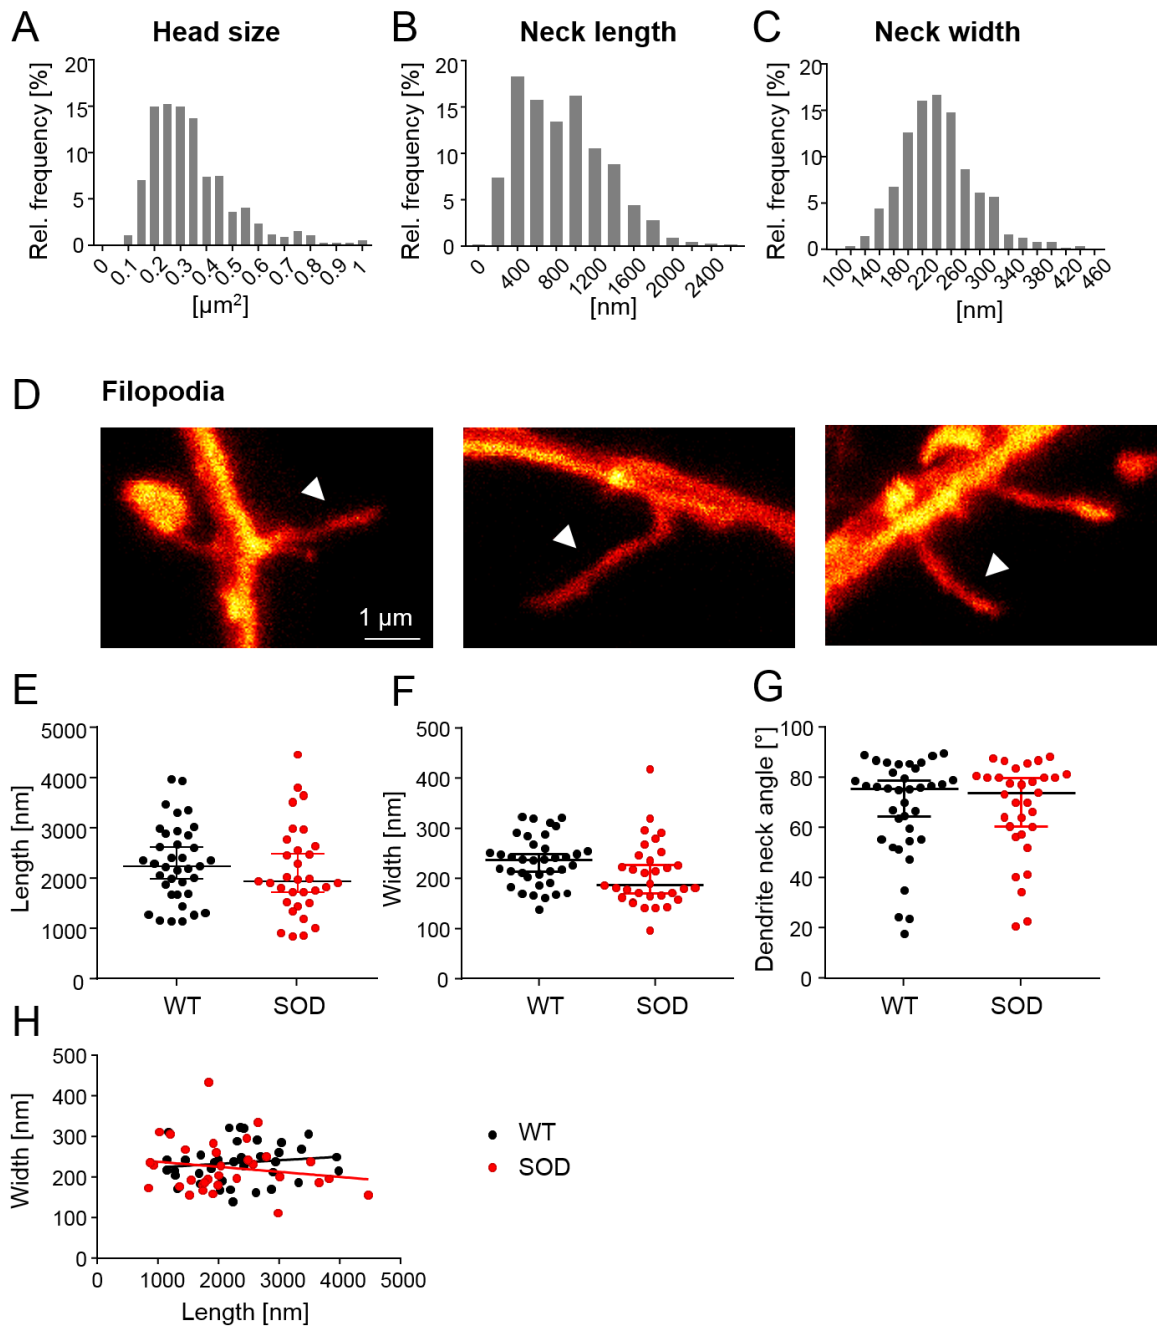 A Head size
B Neck length
C Neck width
Rel. frequency [%]
20
15
10
5
0
0 0.1 0.2 0.3 0.4 0.5 0.6 0.7 0.8 0.9 1
[µm²]
Rel. frequency [%]
20
15
10
5
0
0 400 800 1200 1600 2000 2400
[nm]
Rel. frequency [%]
20
15
10
5
0
100 140 180 220 260 300 340 380 420 460
[nm]
D Filopodia
1 µm
E
Length [nm]
5000
4000
3000
2000
1000
0
WT SOD
F
Width [nm]
500
400
300
200
100
0
WT SOD
G
Dendrite neck angle [°]
100
80
60
40
20
0
WT SOD
H
Width [nm]
500
400
300
200
100
0
0 1000 2000 3000 4000 5000
Length [nm]
WT
SOD